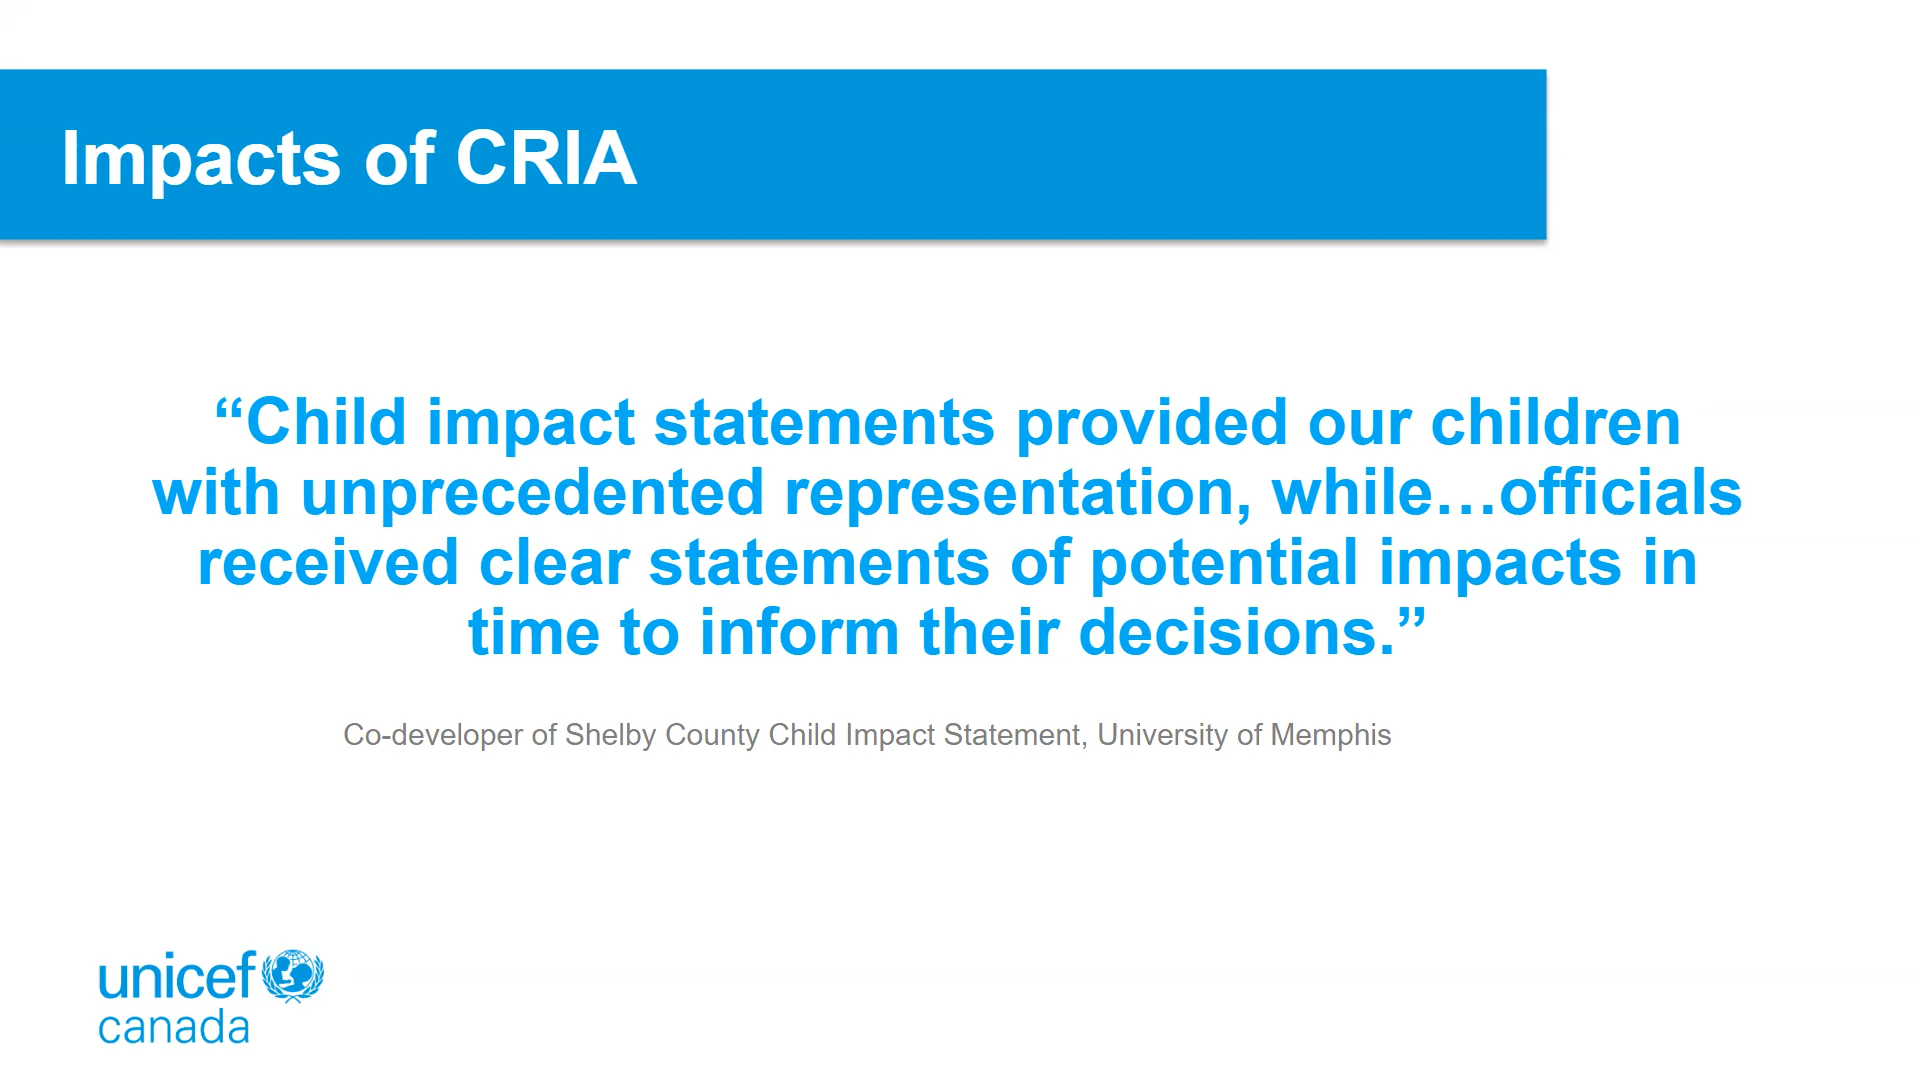 Impacts of CRIA
“Child impact statements provided our children
with unprecedented representation, while…officials
received clear statements of potential impacts in
time to inform their decisions.”
Co-developer of Shelby County Child Impact Statement, University of Memphis
unicef
canada